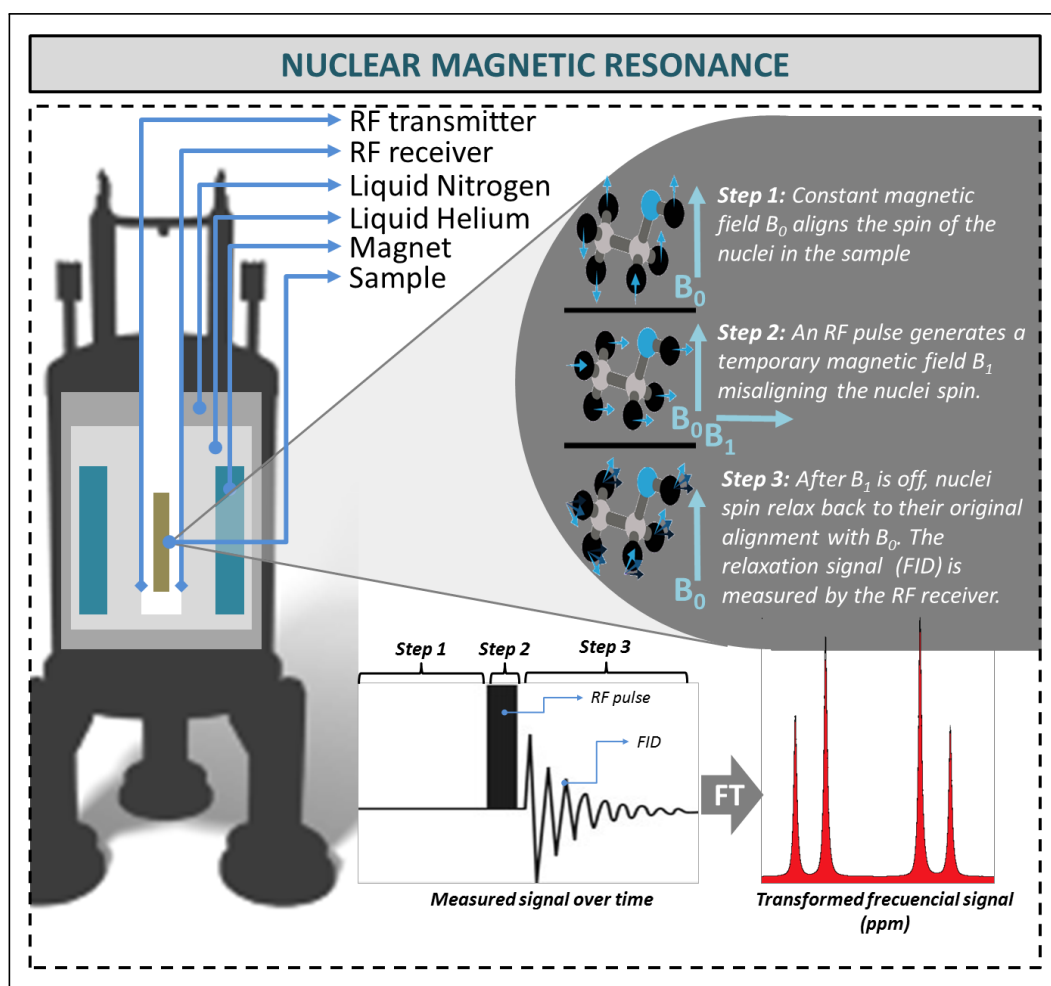 NUCLEAR MAGNETIC RESONANCE
RF transmitter
RF receiver
Liquid Nitrogen
Liquid Helium
Magnet
Sample
Step 1: Constant magnetic
field B₀ aligns the spin of the
nuclei in the sample
B₀
Step 2: An RF pulse generates a
temporary magnetic field B₁
misaligning the nuclei spin.
B₀
B₁
Step 3: After B₁ is off, nuclei
spin relax back to their original
alignment with B₀. The
relaxation signal (FID) is
measured by the RF receiver.
B₀
Step 1
Step 2
Step 3
RF pulse
FID
FT
Measured signal over time
Transformed frecuencial signal
(ppm)